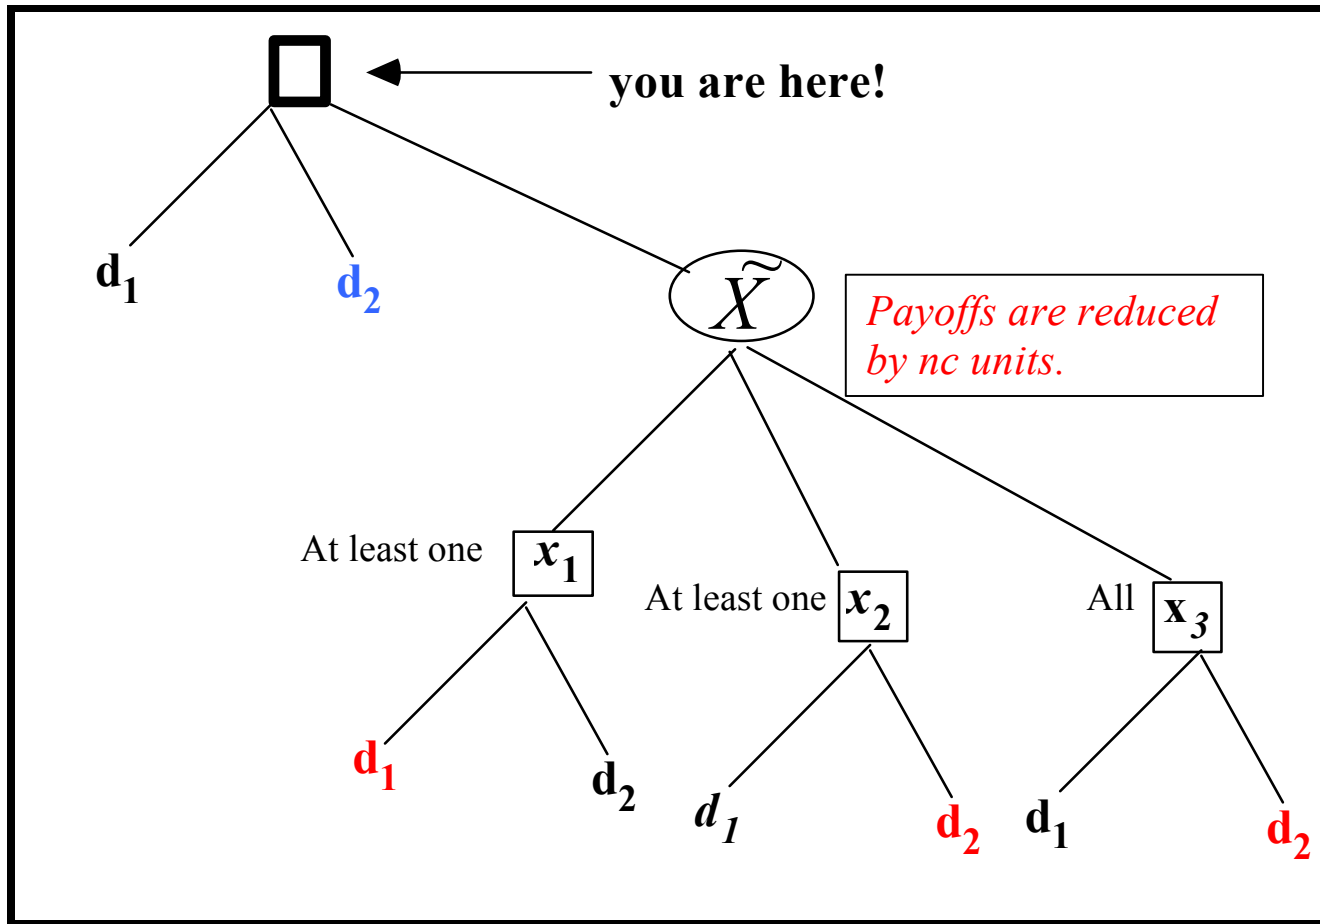 you are here!
d₁
d₂
X̃
Payoffs are reduced
by nc units.
At least one
x₁
At least one
x₂
All
x₃
d₁
d₂
d₁
d₂
d₁
d₂